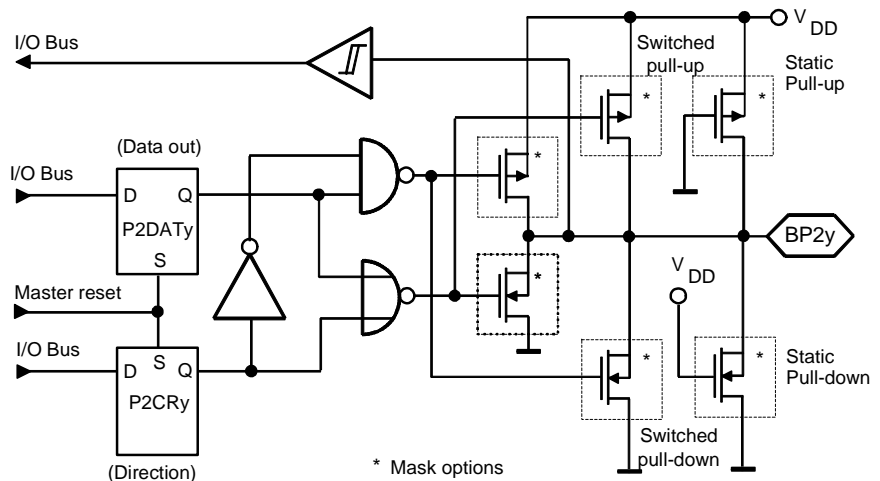 I/O Bus
V DD
Switched
pull-up
Static
Pull-up
*
*
(Data out)
I/O Bus
D
Q
P2DATy
S
*
BP2y
Master reset
*
V DD
I/O Bus
S
D
Q
P2CRy
*
*
Static
Pull-down
Switched
pull-down
(Direction)
* Mask options